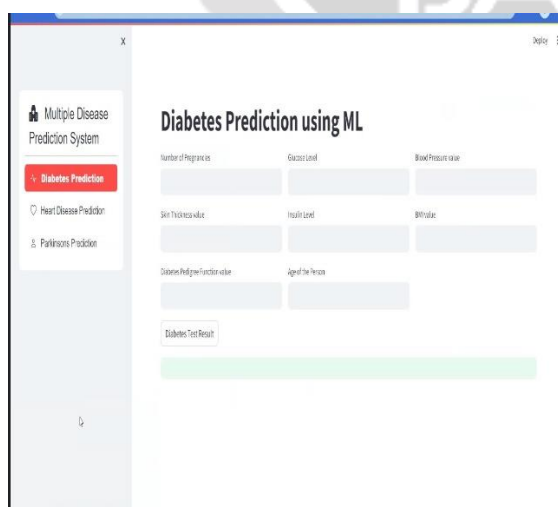 X
Deploy
Multiple Disease
Prediction System
Diabetes Prediction
Heart Disease Prediction
Parkinsons Prediction
Diabetes Prediction using ML
Number of Pregnancies
Glucose Level
Blood Pressure value
Skin Thickness value
Insulin Level
BMI value
Diabetes Pedigree Function value
Age of the Person
Diabetes Test Result